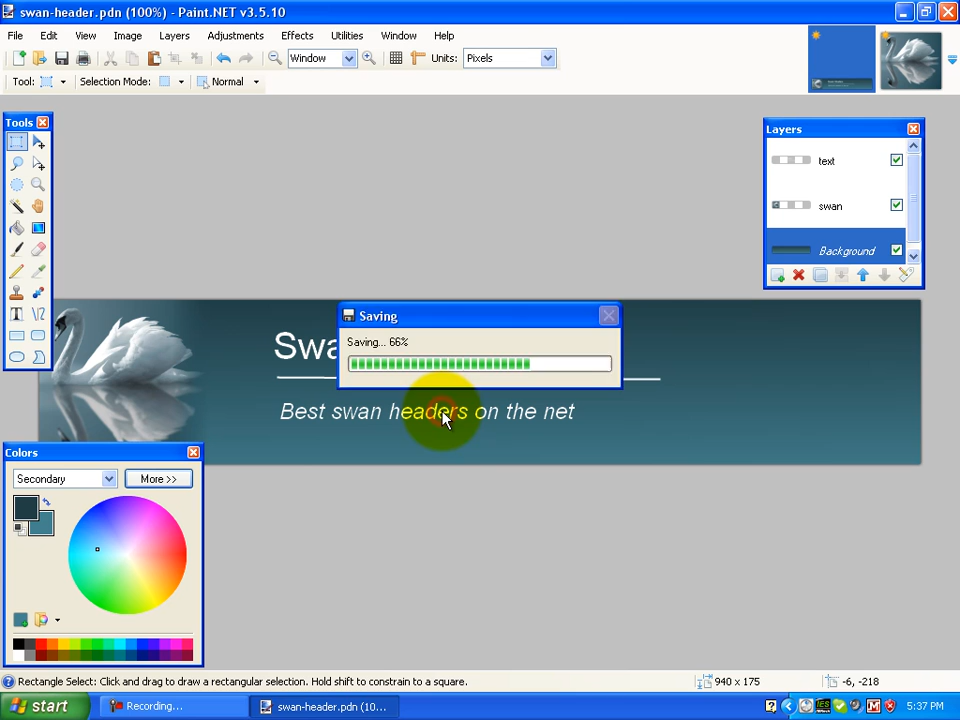 swan-header.pdn (100%) - Paint.NET v3.5.10
File Edit View Image Layers Adjustments Effects Utilities Window Help
Window Units: Pixels
Tool: Selection Mode: Normal
Tools
Layers
text
swan
Background
Saving
Saving... 66%
Swa
Best swan headers on the net
Colors
Secondary More >>
Rectangle Select: Click and drag to draw a rectangular selection. Hold shift to constrain to a square. 940 x 175 -6, -218
start Recording... swan-header.pdn (10... 5:37 PM